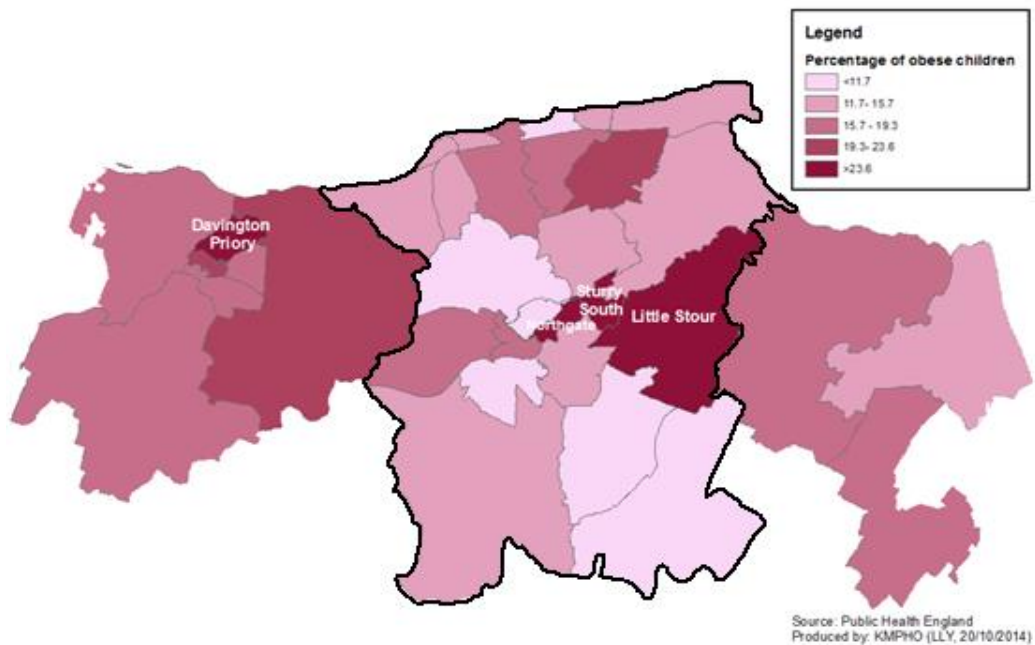 Legend
Percentage of obese children
<11.7
11.7- 15.7
15.7 - 19.3
19.3- 23.6
>23.6
Davington
Priory
Sturry
South
Northgate
Little Stour
Source: Public Health England
Produced by: KMPHO (LLY, 20/10/2014)